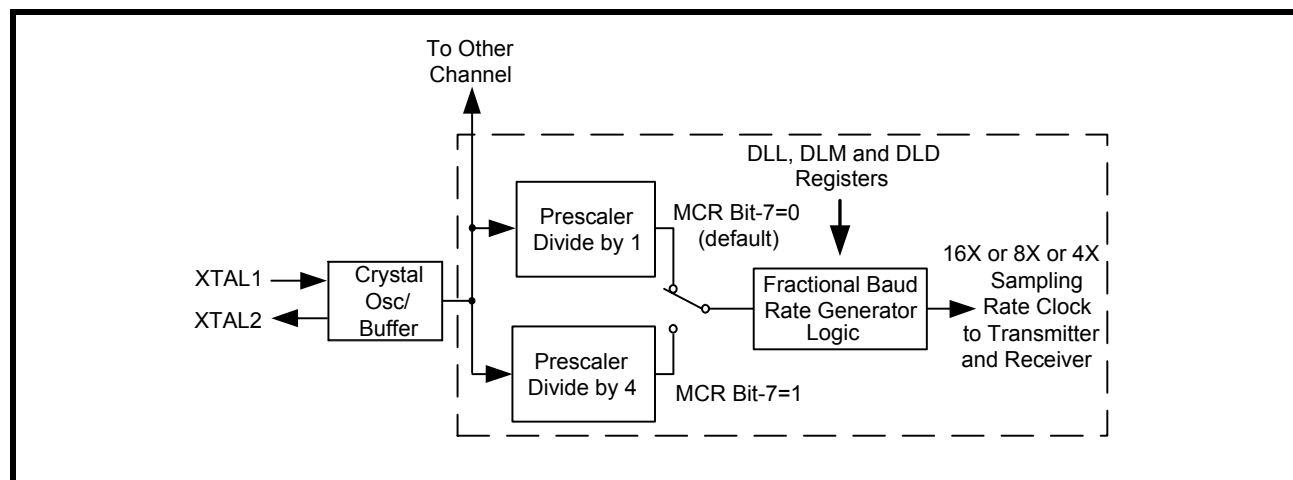 To Other
Channel
DLL, DLM and DLD
Registers
Prescaler
Divide by 1
MCR Bit-7=0
(default)
16X or 8X or 4X
Sampling
Rate Clock
to Transmitter
and Receiver
XTAL1
XTAL2
Crystal
Osc/
Buffer
Fractional Baud
Rate Generator
Logic
Prescaler
Divide by 4
MCR Bit-7=1